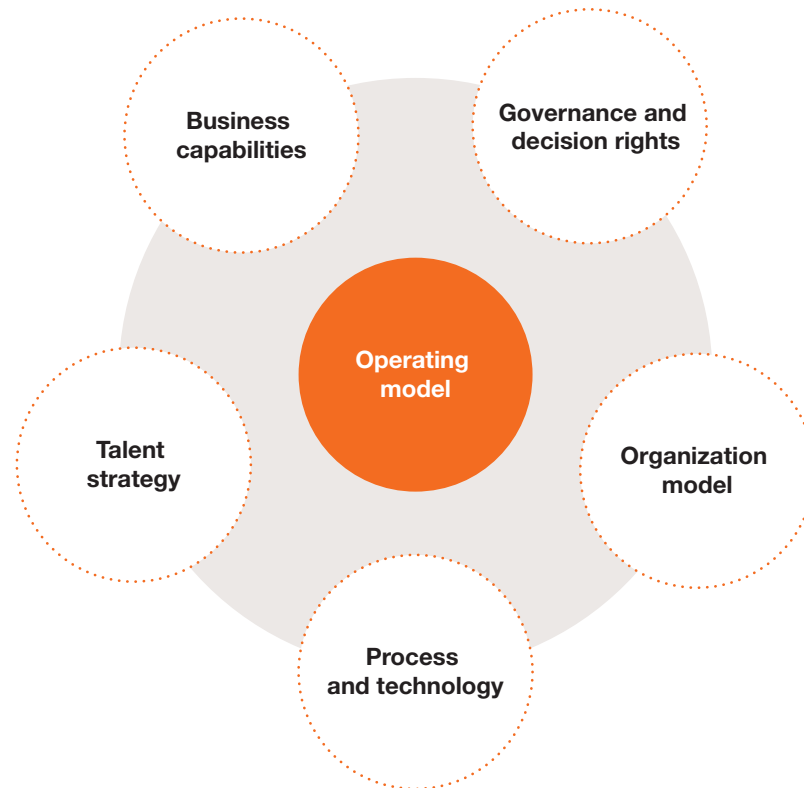 Business
capabilities
Governance and
decision rights
Operating
model
Talent
strategy
Organization
model
Process
and technology